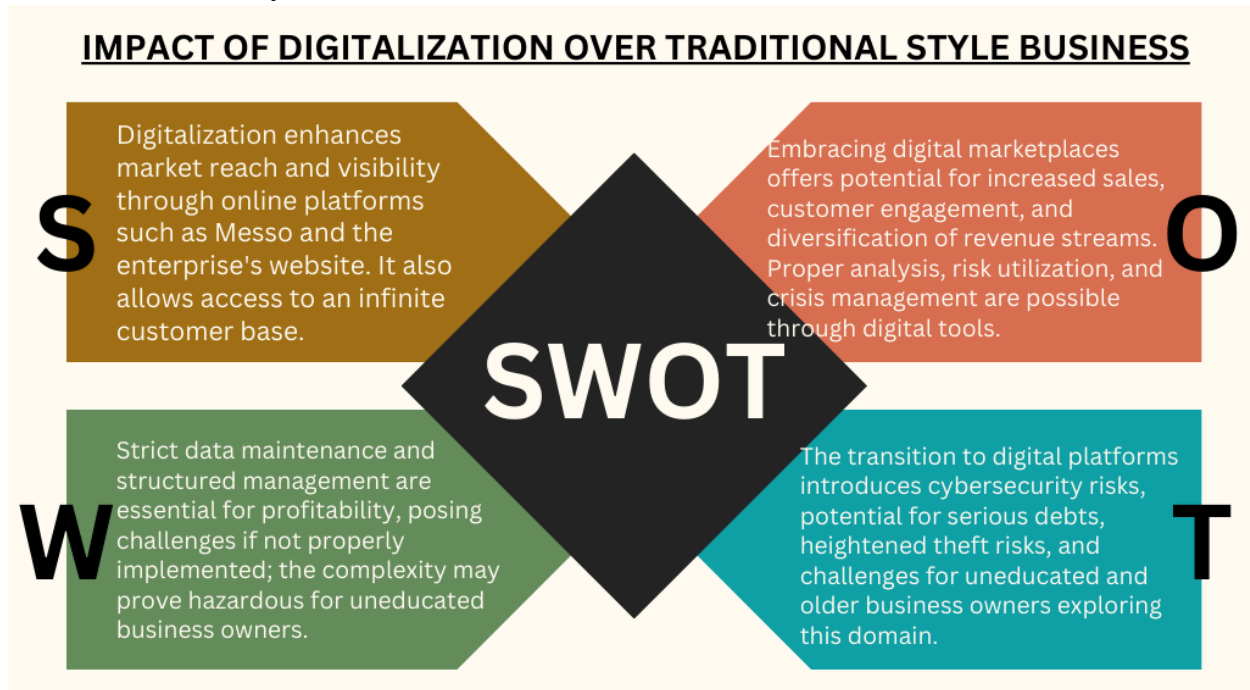 IMPACT OF DIGITALIZATION OVER TRADITIONAL STYLE BUSINESS
S
Digitalization enhances
market reach and visibility
through online platforms
such as Messo and the
enterprise's website. It also
allows access to an infinite
customer base.
W
Strict data maintenance and
structured management are
essential for profitability, posing
challenges if not properly
implemented; the complexity may
prove hazardous for uneducated
business owners.
SWOT
O
Embracing digital marketplaces
offers potential for increased sales,
customer engagement, and
diversification of revenue streams.
Proper analysis, risk utilization, and
crisis management are possible
through digital tools.
T
The transition to digital platforms
introduces cybersecurity risks,
potential for serious debts,
heightened theft risks, and
challenges for uneducated and
older business owners exploring
this domain.